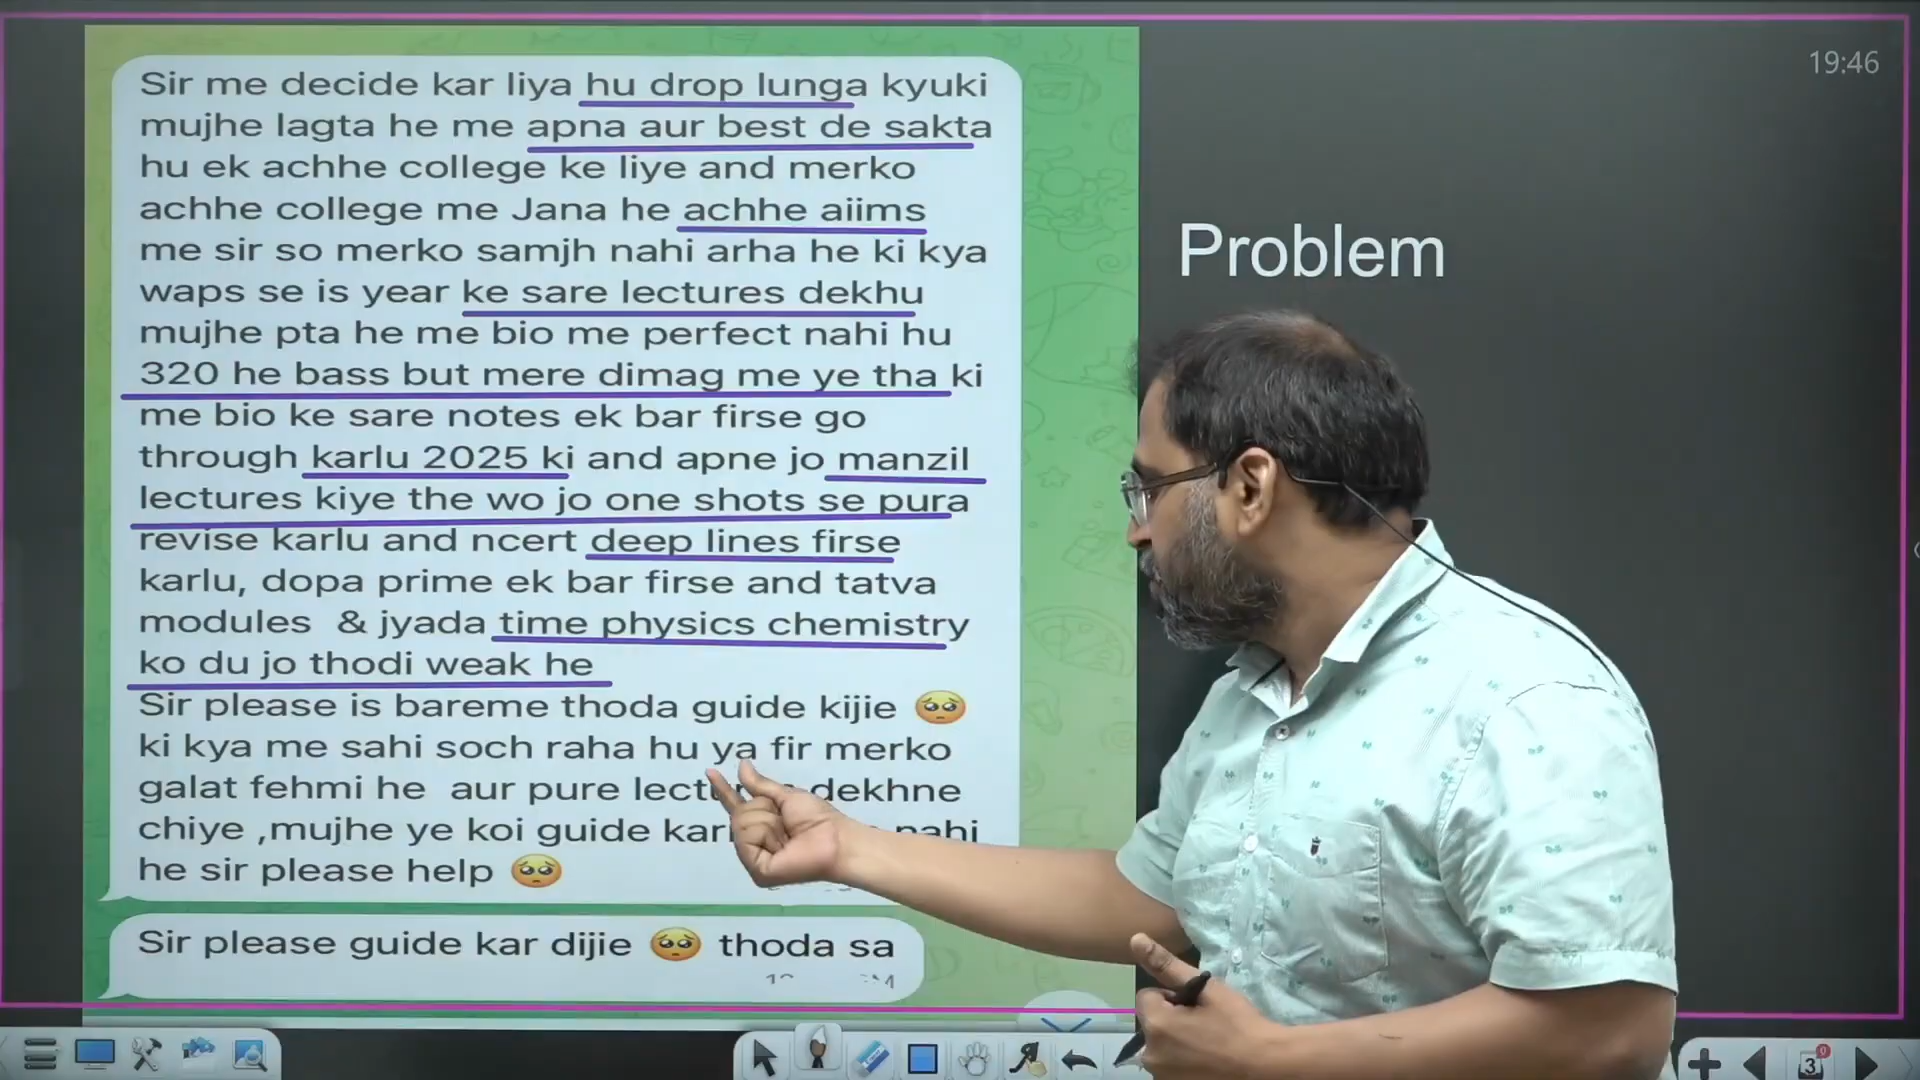 19:46
Sir me decide kar liya hu drop lunga kyuki
mujhe lagta he me apna aur best de sakta
hu ek achhe college ke liye and merko
achhe college me Jana he achhe aiims
me sir so merko samjh nahi arha he ki kya
waps se is year ke sare lectures dekhu
mujhe pta he me bio me perfect nahi hu
320 he bass but mere dimag me ye tha ki
me bio ke sare notes ek bar firse go
through karlu 2025 ki and apne jo manzil
lectures kiye the wo jo one shots se pura
revise karlu and ncert deep lines firse
karlu, dopa prime ek bar firse and tatva
modules & jyada time physics chemistry
ko du jo thodi weak he
Sir please is bareme thoda guide kijie 🥺
ki kya me sahi soch raha hu ya fir merko
galat fehmi he aur pure dekhne
chiye ,mujhe ye koi guide nahi
he sir please help 🥺
Sir please guide kar dijie 🥺 thoda sa
Problem
3
0